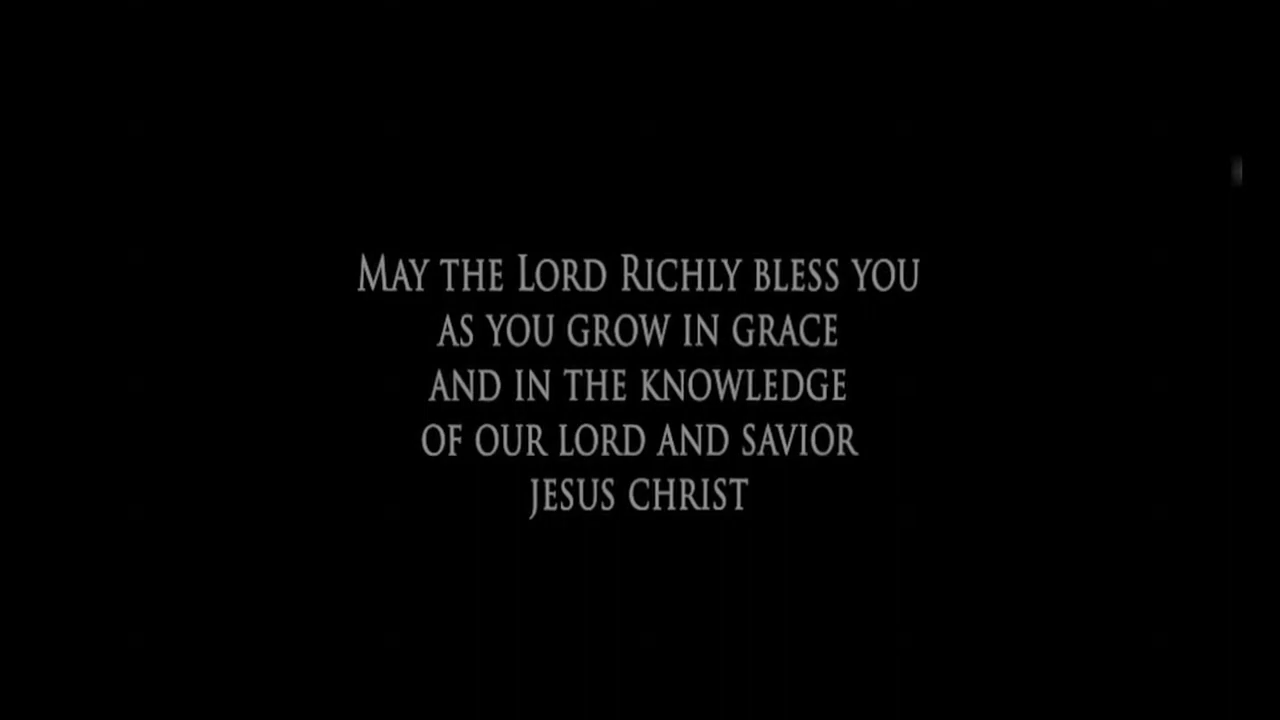 May the Lord Richly bless you
as you grow in grace
and in the knowledge
of our Lord and Savior
Jesus Christ